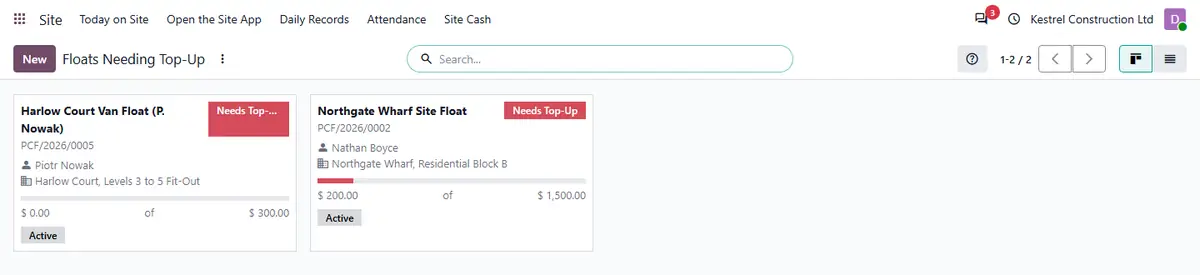 Site Today on Site Open the Site App Daily Records Attendance Site Cash 3 Kestrel Construction Ltd D
New Floats Needing Top-Up Search... 1-2 / 2
Harlow Court Van Float (P. Nowak)
Needs Top-...
PCF/2026/0005
Piotr Nowak
Harlow Court, Levels 3 to 5 Fit-Out
$ 0.00 of $ 300.00
Active
Northgate Wharf Site Float
Needs Top-Up
PCF/2026/0002
Nathan Boyce
Northgate Wharf, Residential Block B
$ 200.00 of $ 1,500.00
Active